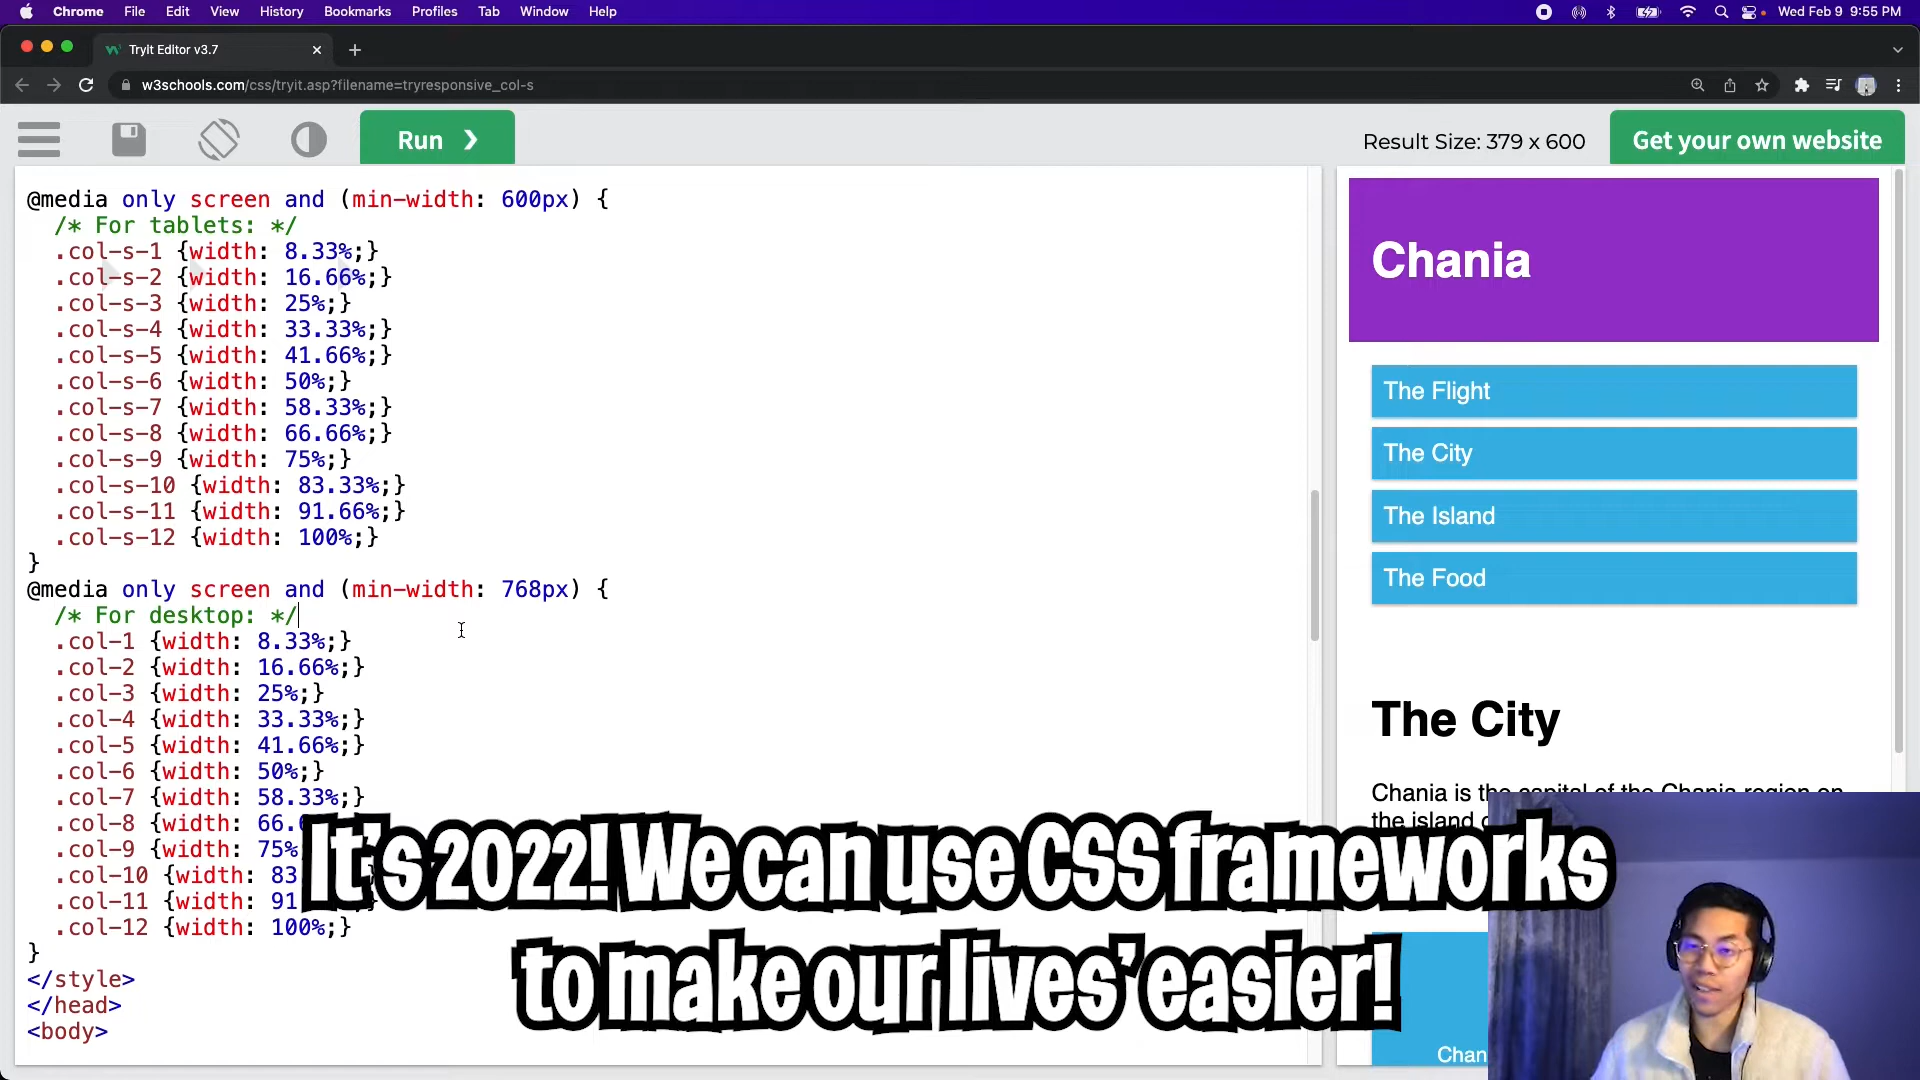 Chrome File Edit View History Bookmarks Profiles Tab Window Help Wed Feb 9 9:55 PM
TryIt Editor v3.7
w3schools.com/css/tryit.asp?filename=tryresponsive_col-s
Run ❯ Result Size: 379 x 600 Get your own website
@media only screen and (min-width: 600px) {
/* For tablets: */
.col-s-1 {width: 8.33%;}
.col-s-2 {width: 16.66%;}
.col-s-3 {width: 25%;}
.col-s-4 {width: 33.33%;}
.col-s-5 {width: 41.66%;}
.col-s-6 {width: 50%;}
.col-s-7 {width: 58.33%;}
.col-s-8 {width: 66.66%;}
.col-s-9 {width: 75%;}
.col-s-10 {width: 83.33%;}
.col-s-11 {width: 91.66%;}
.col-s-12 {width: 100%;}
}
@media only screen and (min-width: 768px) {
/* For desktop: */
.col-1 {width: 8.33%;}
.col-2 {width: 16.66%;}
.col-3 {width: 25%;}
.col-4 {width: 33.33%;}
.col-5 {width: 41.66%;}
.col-6 {width: 50%;}
.col-7 {width: 58.33%;}
.col-8 {width: 66.
.col-9 {width: 75%
.col-10 {width: 83
.col-11 {width: 91
.col-12 {width: 100%;}
}
</style>
</head>
<body>
Chania
The Flight
The City
The Island
The Food
The City
Chania is the capital of the Chania region on
the island
Chan
It's 2022! We can use CSS frameworks
to make our lives' easier!